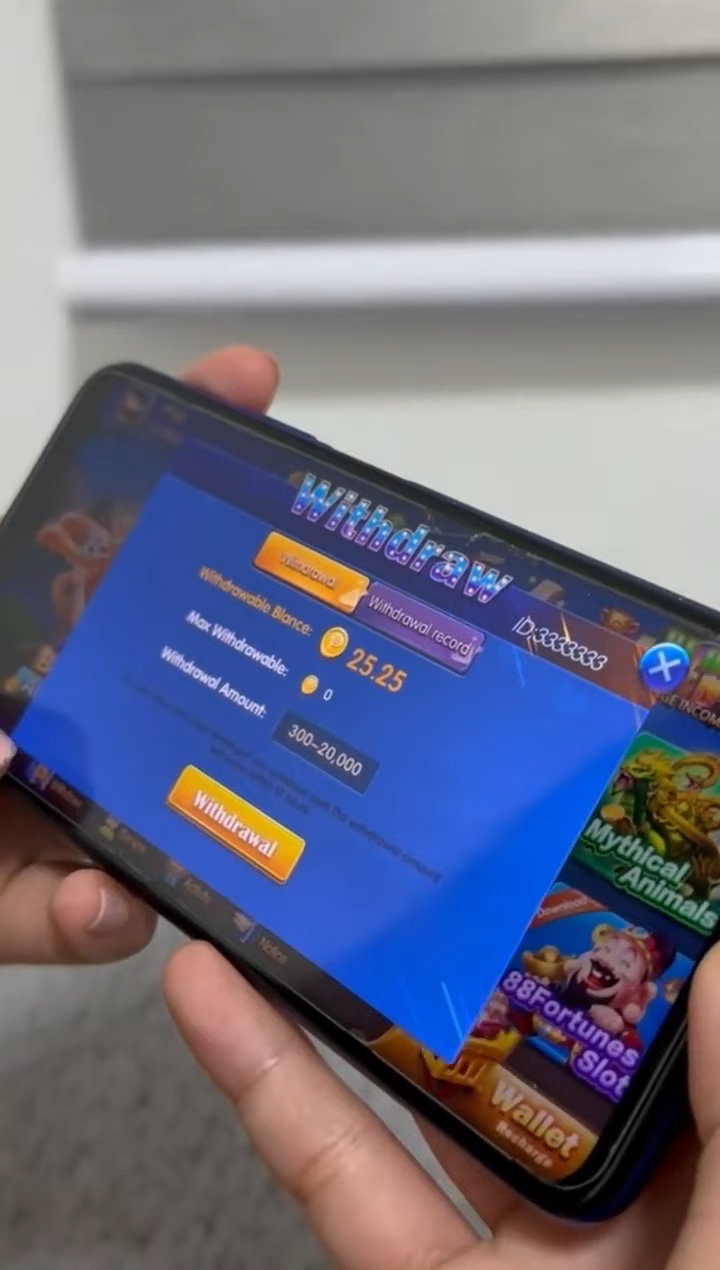 Withdraw
Withdrawal
Withdrawal record
ID:3333333
Withdrawable Blance:
25.25
Max Withdrawable:
0
Withdrawal Amount:
300-20,000
Withdrawal
Mythical
Animals
Download
88Fortunes
Slot
Notice
Wallet
Recharge